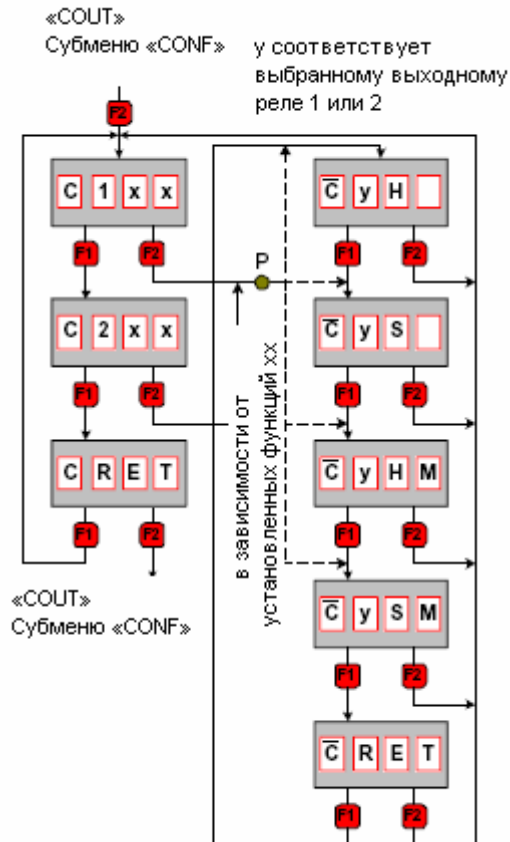 «COUT»
Субменю «CONF»
у соответствует
выбранному выходному
реле 1 или 2
F2
C 1 x x
F1 F2
C 2 x x
F1 F2
C R E T
F1 F2
«COUT»
Субменю «CONF»
P
в зависимости от
установленных функций xx
C̅ y H
F1 F2
C̅ y S
F1 F2
C̅ y H M
F1 F2
C̅ y S M
F1 F2
C̅ R E T
F1 F2